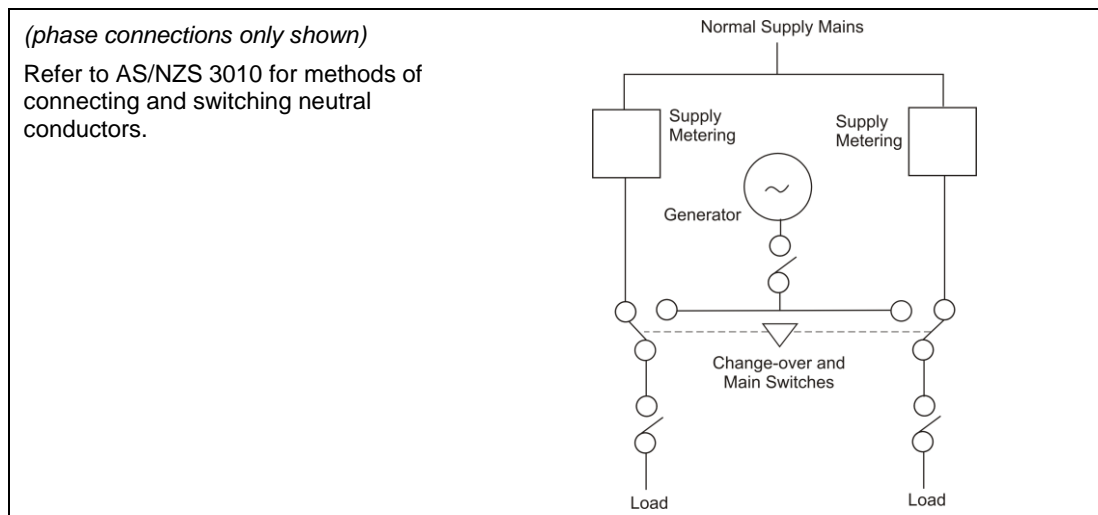 (phase connections only shown)
Refer to AS/NZS 3010 for methods of
connecting and switching neutral
conductors.
Normal Supply Mains
Supply
Metering
Supply
Metering
Generator
Change-over and
Main Switches
Load
Load